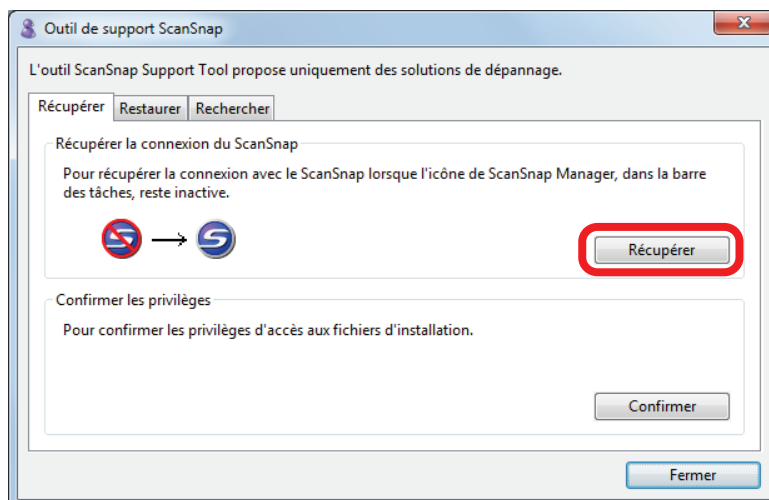 Outil de support ScanSnap
L'outil ScanSnap Support Tool propose uniquement des solutions de dépannage.
Récupérer Restaurer Rechercher
Récupérer la connexion du ScanSnap
Pour récupérer la connexion avec le ScanSnap lorsque l'icône de ScanSnap Manager, dans la barre
des tâches, reste inactive.
Récupérer
Confirmer les privilèges
Pour confirmer les privilèges d'accès aux fichiers d'installation.
Confirmer
Fermer